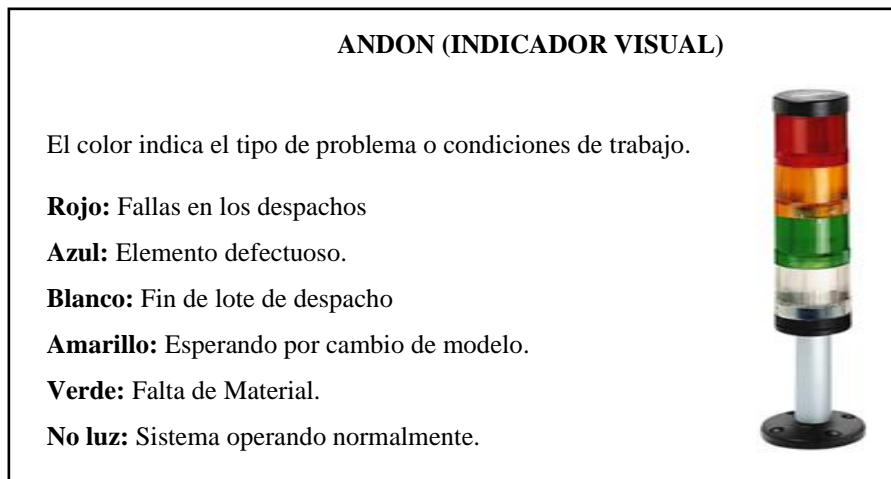 ANDON (INDICADOR VISUAL)
El color indica el tipo de problema o condiciones de trabajo.
Rojo: Fallas en los despachos
Azul: Elemento defectuoso.
Blanco: Fin de lote de despacho
Amarillo: Esperando por cambio de modelo.
Verde: Falta de Material.
No luz: Sistema operando normalmente.